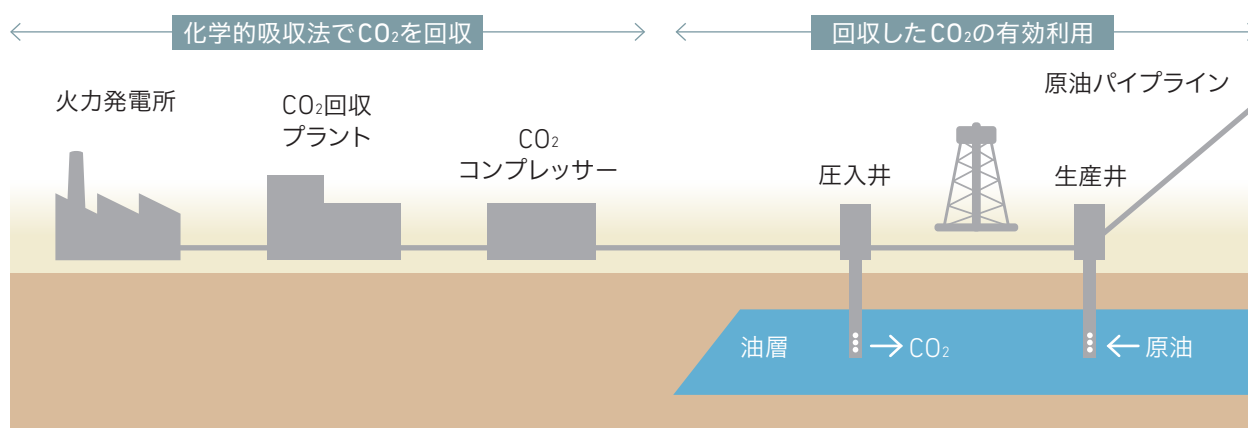 化学的吸収法でCO₂を回収
回収したCO₂の有効利用
火力発電所
CO₂回収
プラント
CO₂
コンプレッサー
圧入井
生産井
原油パイプライン
油層
CO₂
原油